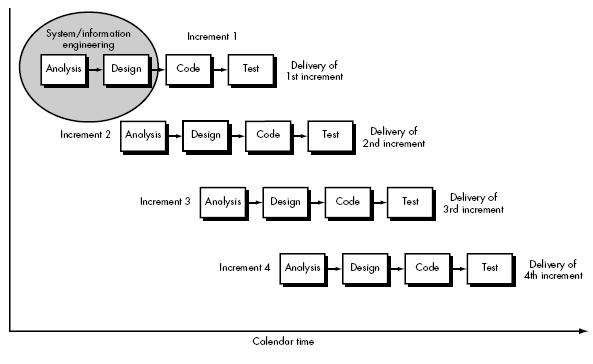 System/information
engineering
Increment 1
Analysis
Design
Code
Test
Delivery of
1st increment
Increment 2
Analysis
Design
Code
Test
Delivery of
2nd increment
Increment 3
Analysis
Design
Code
Test
Delivery of
3rd increment
Increment 4
Analysis
Design
Code
Test
Delivery of
4th increment
Calendar time